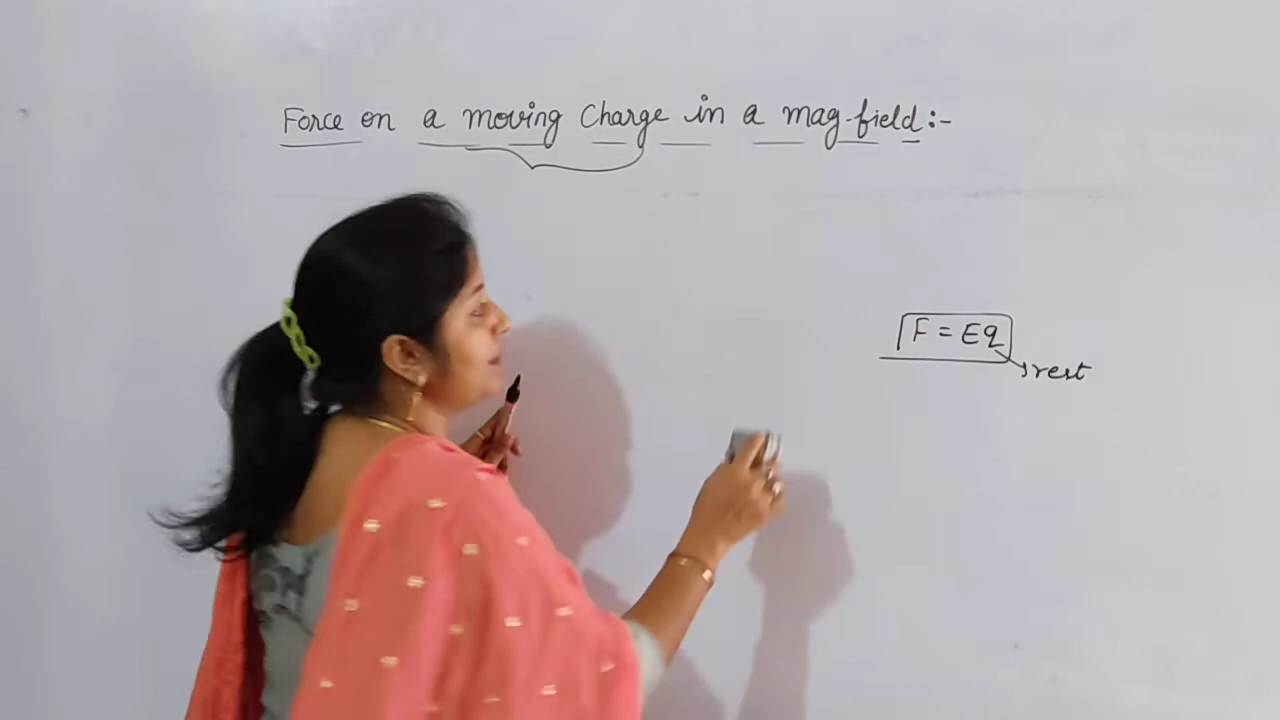 Force on a moving Charge in a mag. field:-
F = Eq
rest